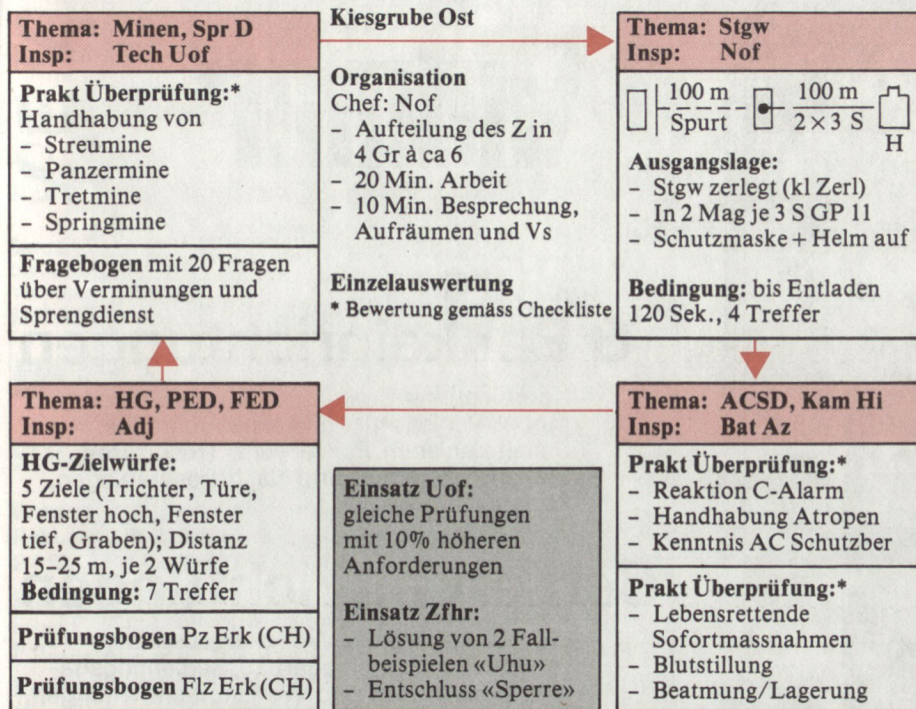 Thema: Minen, Spr D
Insp: Tech Uof
Prakt Überprüfung:*
Handhabung von
– Streumine
– Panzermine
– Tretmine
– Springmine
Fragebogen mit 20 Fragen
über Verminungen und
Sprengdienst
Kiesgrube Ost
Organisation
Chef: Nof
– Aufteilung des Z in
4 Gr à ca 6
– 20 Min. Arbeit
– 10 Min. Besprechung,
Aufräumen und Vs
Einzelauswertung
* Bewertung gemäss Checkliste
Thema: Stgw
Insp: Nof
100 m 100 m
Spurt 2×3 S
H
Ausgangslage:
– Stgw zerlegt (kl Zerl)
– In 2 Mag je 3 S GP 11
– Schutzmaske + Helm auf
Bedingung: bis Entladen
120 Sek., 4 Treffer
Thema: HG, PED, FED
Insp: Adj
HG-Zielwürfe:
5 Ziele (Trichter, Türe,
Fenster hoch, Fenster
tief, Graben); Distanz
15–25 m, je 2 Würfe
Bedingung: 7 Treffer
Prüfungsbogen Pz Erk (CH)
Prüfungsbogen Flz Erk (CH)
Einsatz Uof:
gleiche Prüfungen
mit 10% höheren
Anforderungen
Einsatz Zfhr:
– Lösung von 2 Fall-
beispielen «Uhu»
– Entschluss «Sperre»
Thema: ACSD, Kam Hi
Insp: Bat Az
Prakt Überprüfung:*
– Reaktion C-Alarm
– Handhabung Atropen
– Kenntnis AC Schutzber
Prakt Überprüfung:*
– Lebensrettende
Sofortmassnahmen
– Blutstillung
– Beatmung/Lagerung